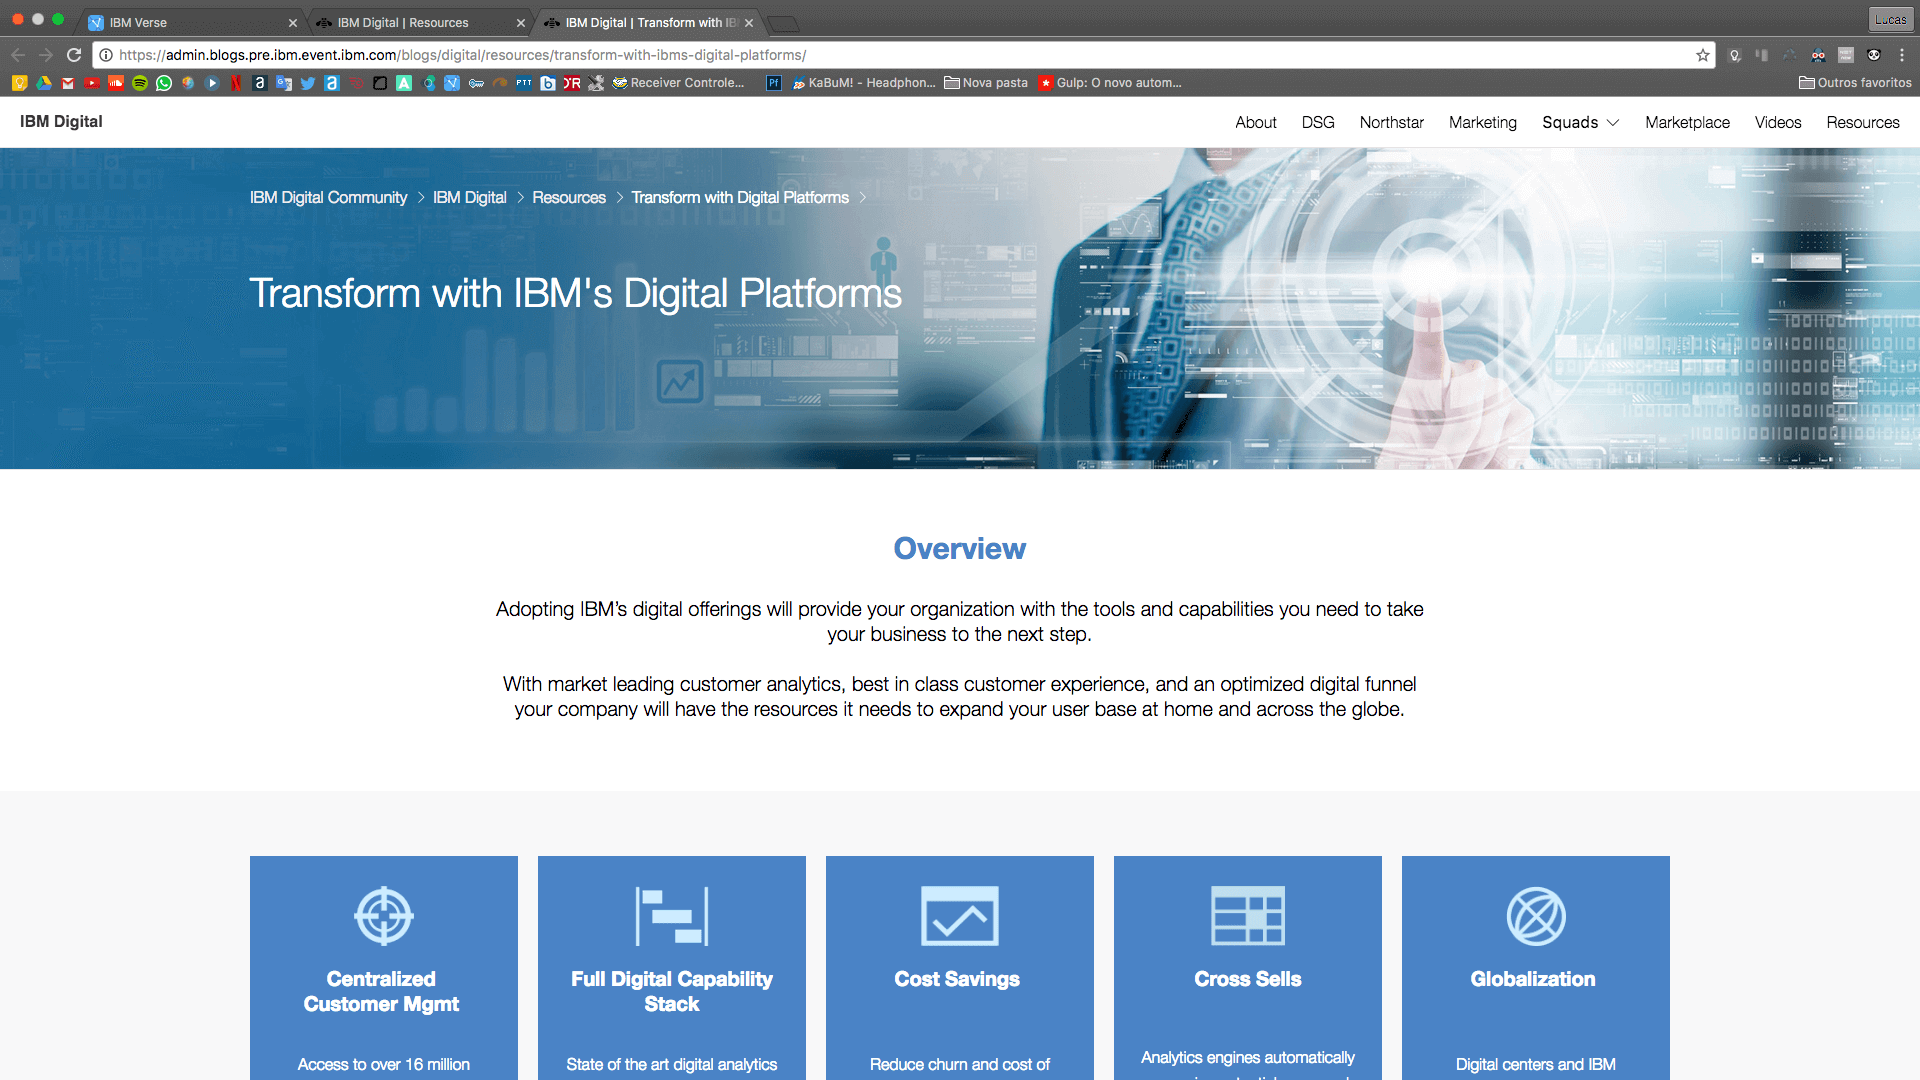 IBM Verse
IBM Digital | Resources
IBM Digital | Transform with IB
Lucas
https://admin.blogs.pre.ibm.event.ibm.com/blogs/digital/resources/transform-with-ibms-digital-platforms/
Receiver Controle...
KaBuM! - Headphon...
Nova pasta
Gulp: O novo autom...
Outros favoritos
IBM Digital
About DSG Northstar Marketing Squads Marketplace Videos Resources
IBM Digital Community > IBM Digital > Resources > Transform with Digital Platforms >
Transform with IBM's Digital Platforms
Overview
Adopting IBM’s digital offerings will provide your organization with the tools and capabilities you need to take
your business to the next step.
With market leading customer analytics, best in class customer experience, and an optimized digital funnel
your company will have the resources it needs to expand your user base at home and across the globe.
Centralized
Customer Mgmt
Access to over 16 million
Full Digital Capability
Stack
State of the art digital analytics
Cost Savings
Reduce churn and cost of
Cross Sells
Analytics engines automatically
Globalization
Digital centers and IBM